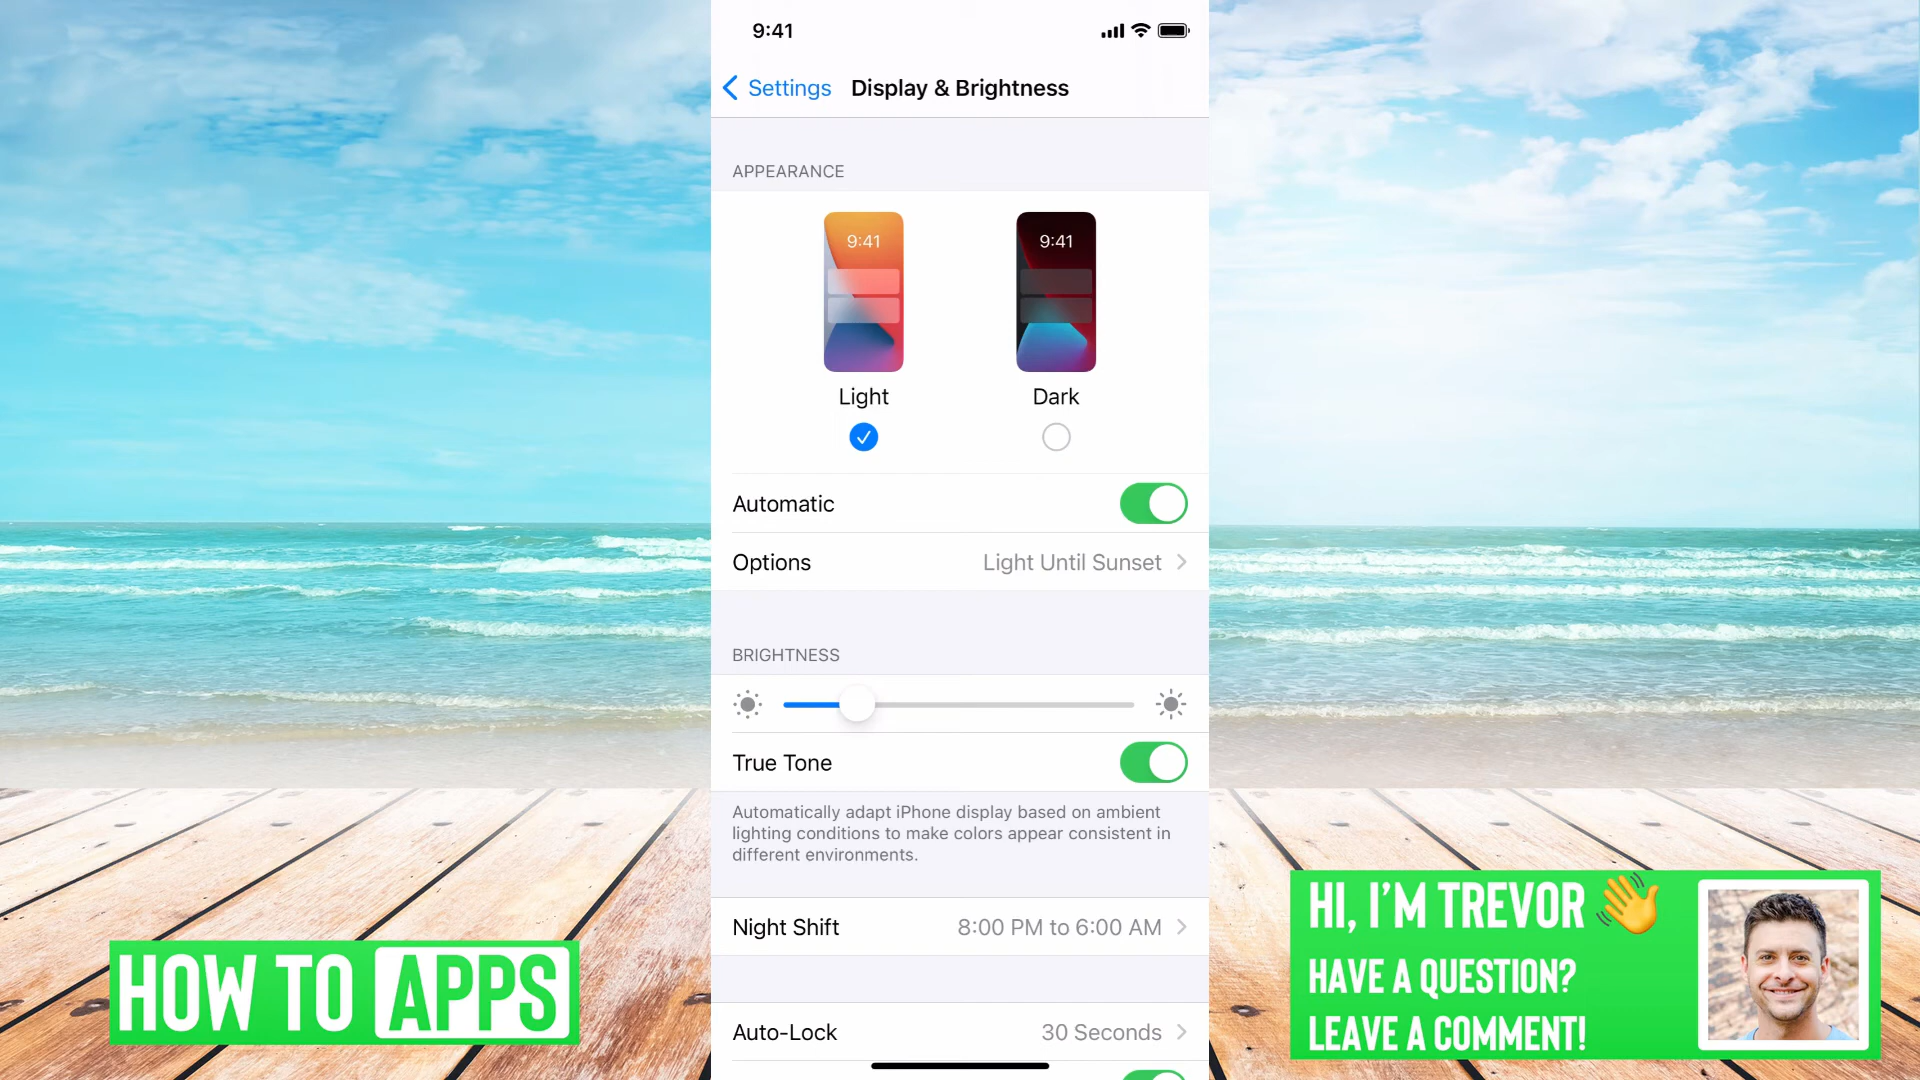 9:41
Settings
Display & Brightness
APPEARANCE
9:41
9:41
Light
Dark
Automatic
Options
Light Until Sunset
BRIGHTNESS
True Tone
Automatically adapt iPhone display based on ambient
lighting conditions to make colors appear consistent in
different environments.
Night Shift
8:00 PM to 6:00 AM
Auto-Lock
30 Seconds
HOW TO APPS
HI, I'M TREVOR
HAVE A QUESTION?
LEAVE A COMMENT!